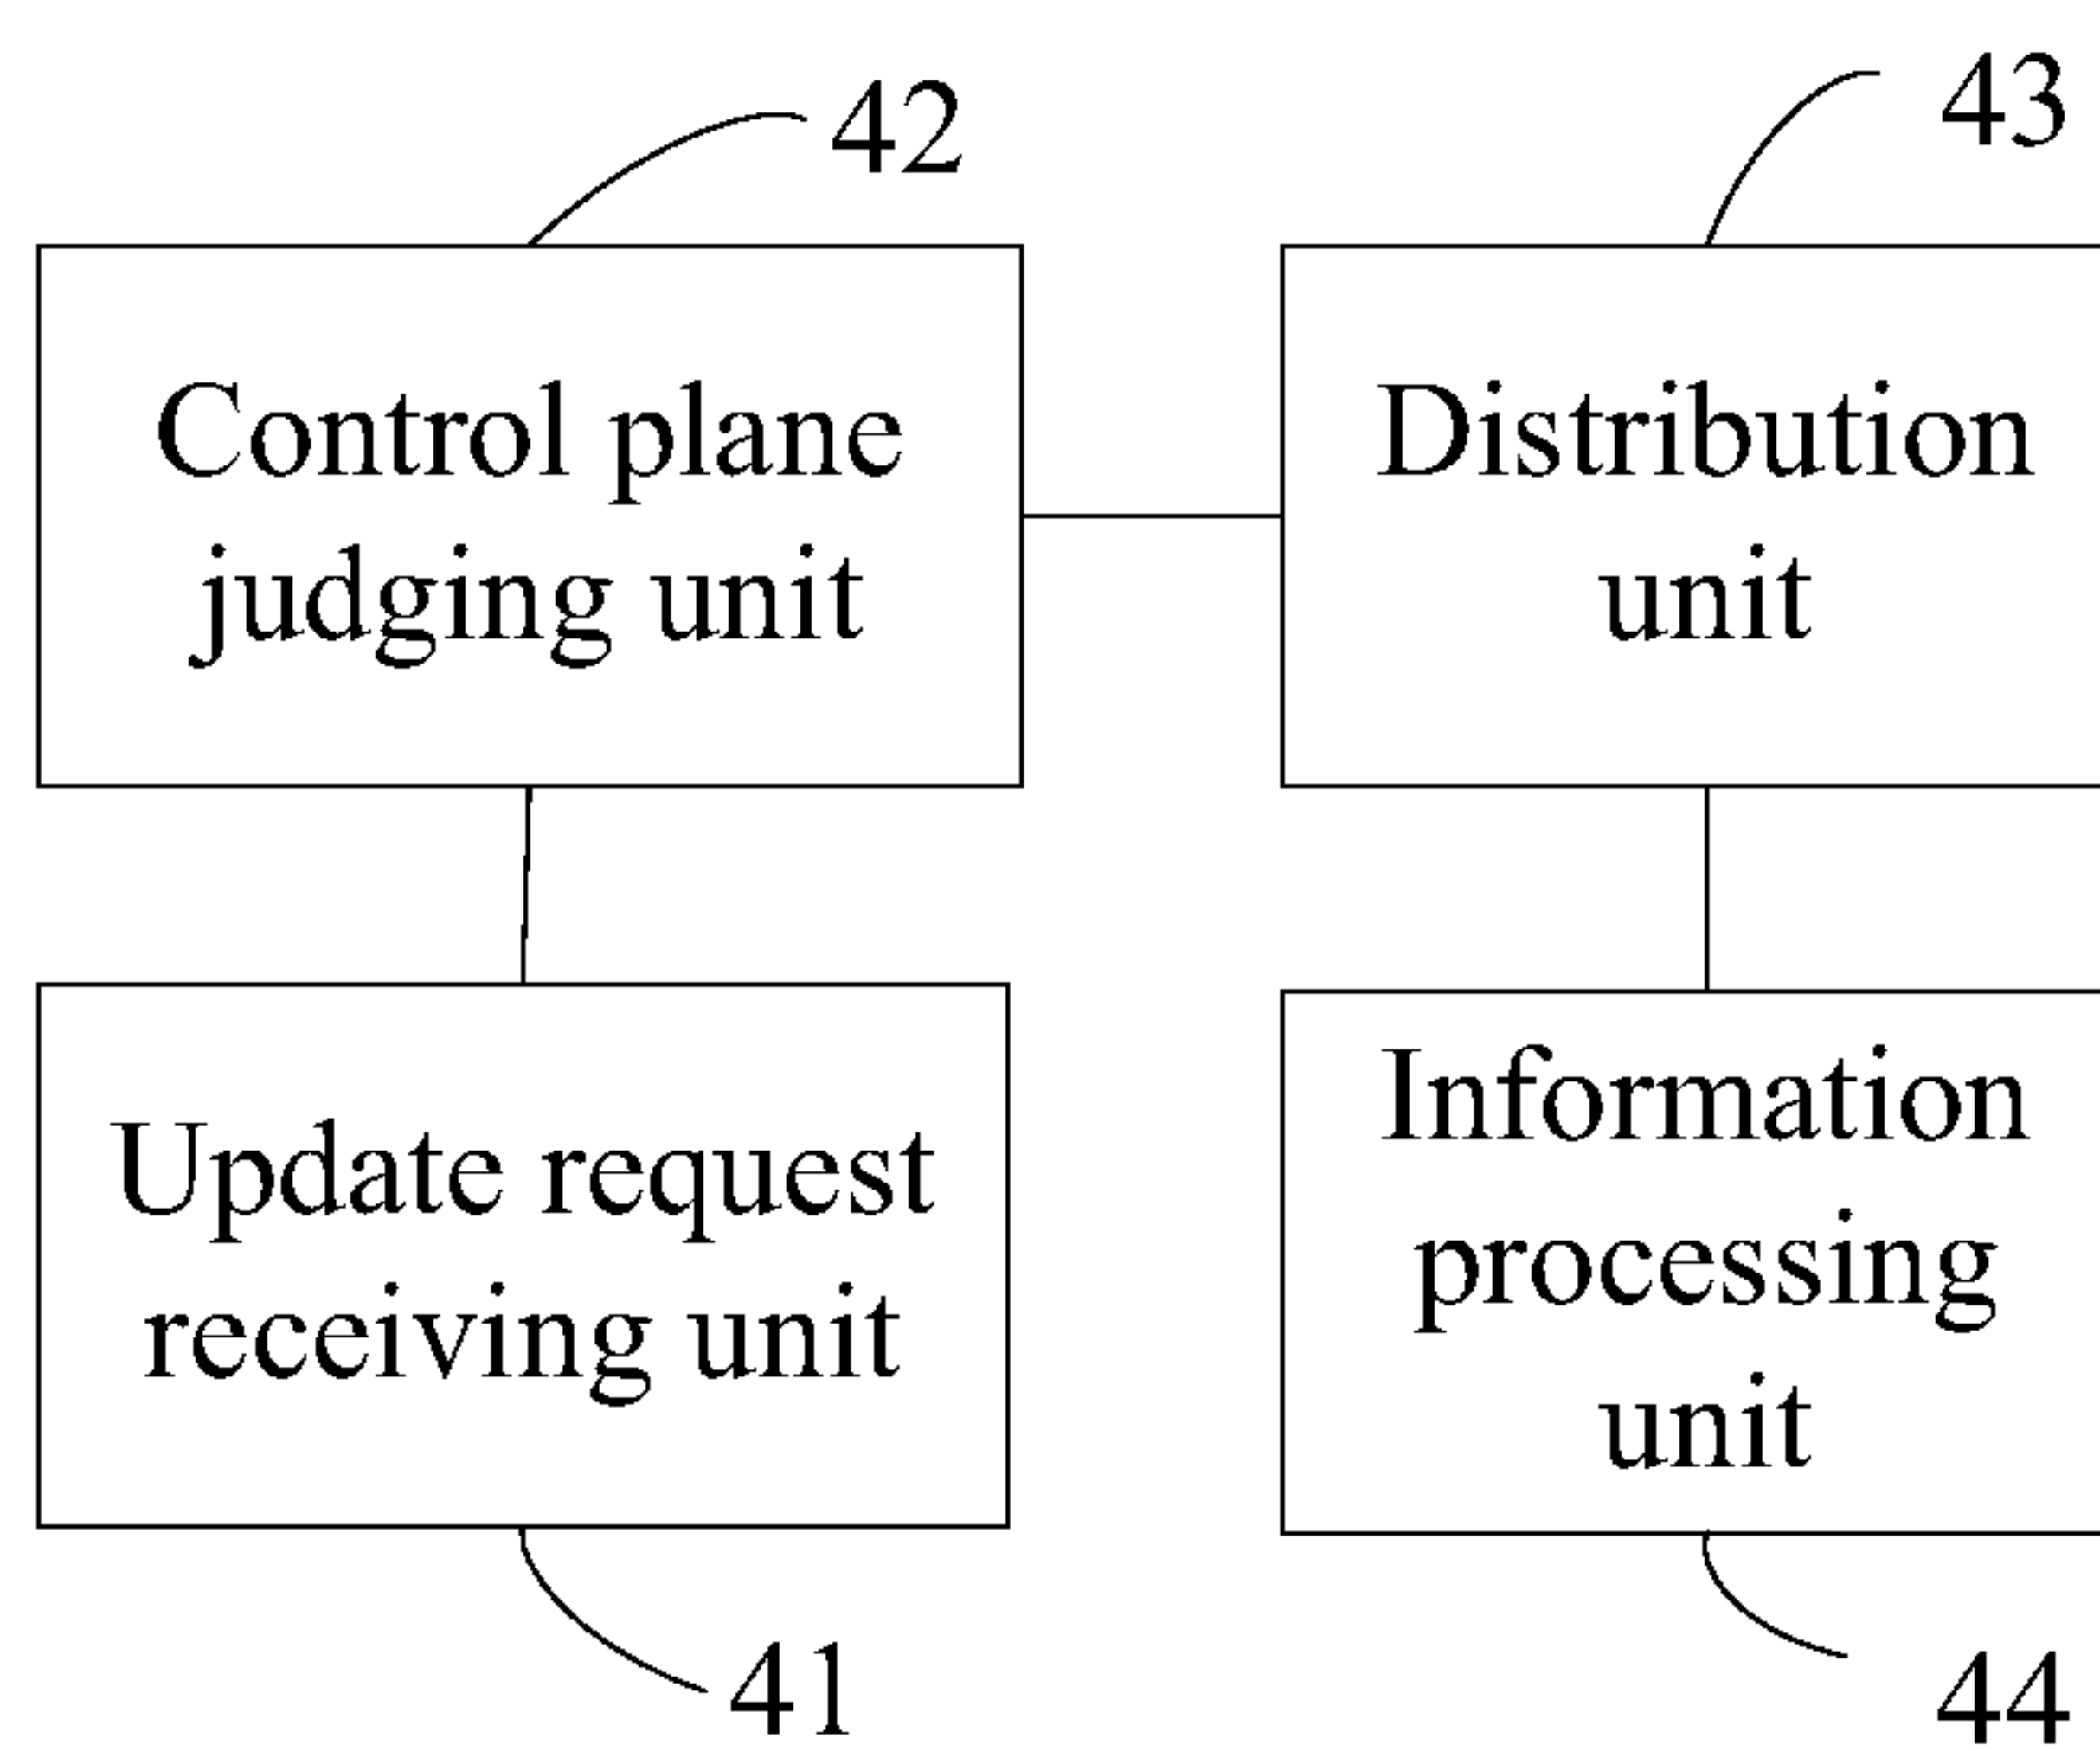 42
43
Control plane
judging unit
Distribution
unit
Update request
receiving unit
Information
processing
unit
41
44